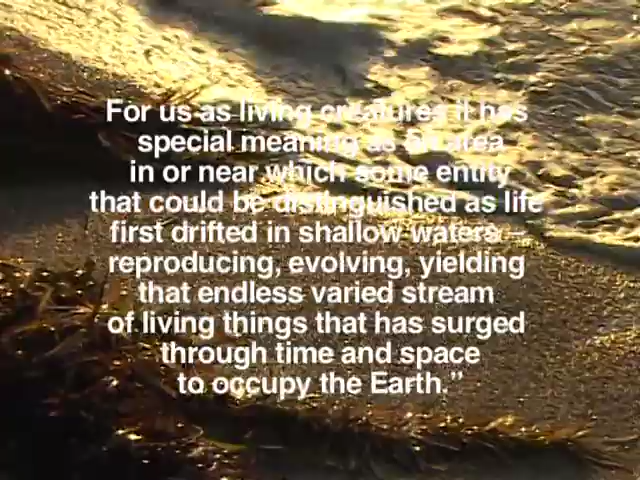 For us as living creatures it has
special meaning as an area
in or near which some entity
that could be distinguished as life
first drifted in shallow waters –
reproducing, evolving, yielding
that endless varied stream
of living things that has surged
through time and space
to occupy the Earth.”